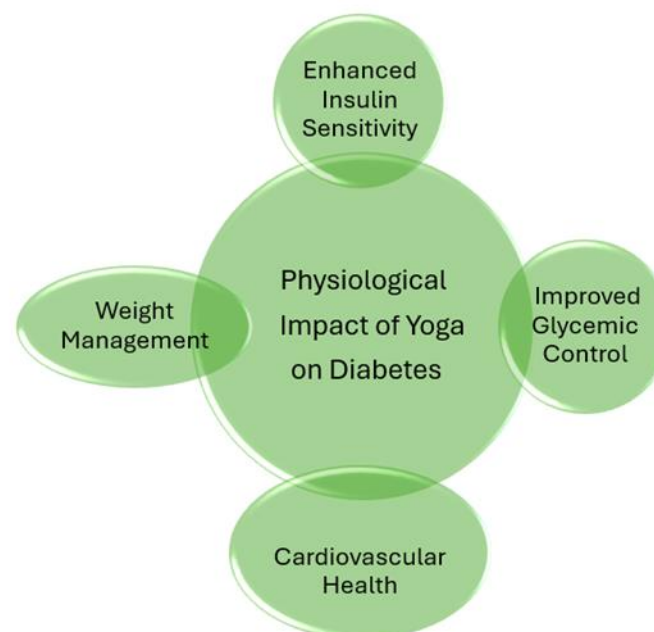 Enhanced
Insulin
Sensitivity
Physiological
Impact of Yoga
on Diabetes
Weight
Management
Improved
Glycemic
Control
Cardiovascular
Health